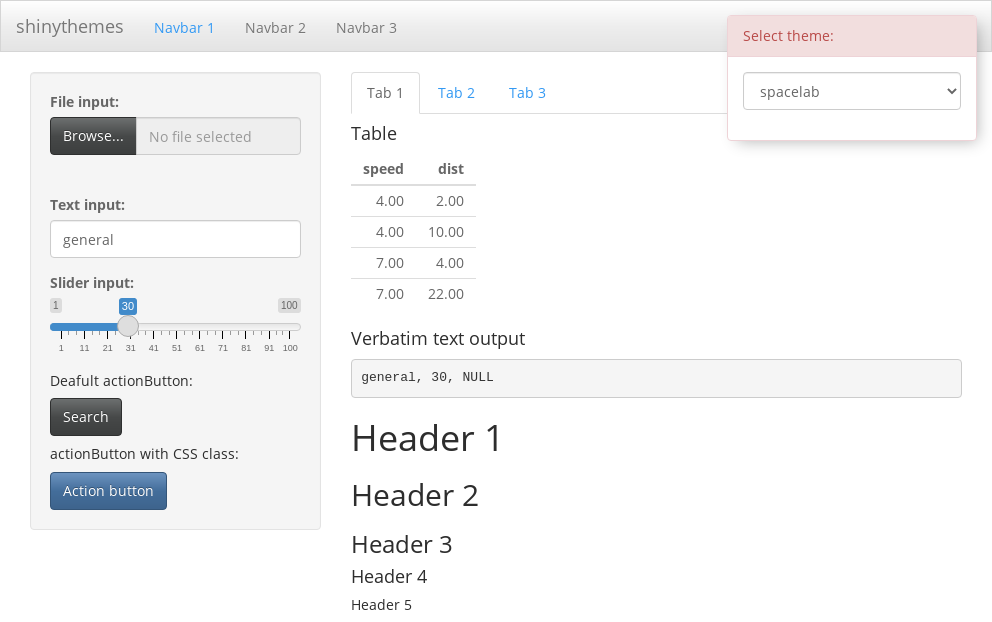 shinythemes Navbar 1 Navbar 2 Navbar 3
Select theme:
spacelab
File input:
Browse... No file selected
Text input:
general
Slider input:
1 30 100
1 11 21 31 41 51 61 71 81 91 100
Deafult actionButton:
Search
actionButton with CSS class:
Action button
Tab 1 Tab 2 Tab 3
Table
speed dist
4.00 2.00
4.00 10.00
7.00 4.00
7.00 22.00
Verbatim text output
general, 30, NULL
Header 1
Header 2
Header 3
Header 4
Header 5